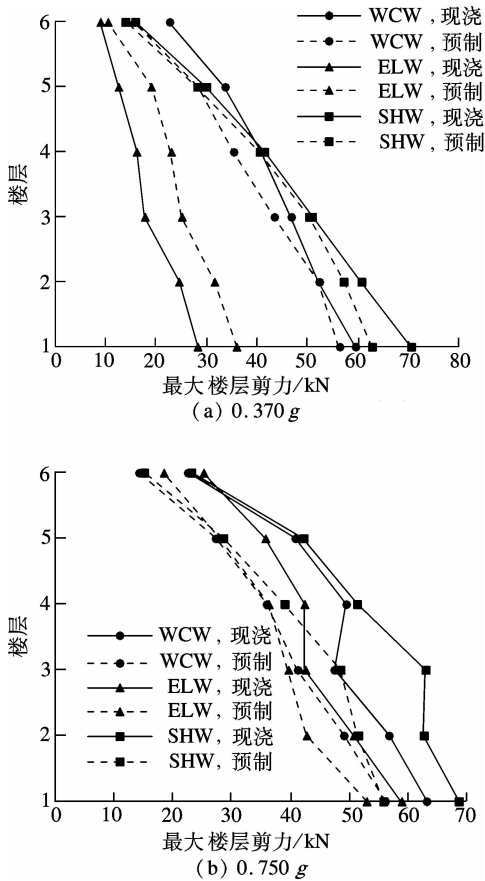 6
5
4
3
2
1
楼层
WCW, 现浇
WCW, 预制
ELW, 现浇
ELW, 预制
SHW, 现浇
SHW, 预制
0 10 20 30 40 50 60 70 80
最大楼层剪力/kN
(a) 0.370 g
6
5
4
3
2
1
楼层
WCW, 现浇
WCW, 预制
ELW, 现浇
ELW, 预制
SHW, 现浇
SHW, 预制
0 10 20 30 40 50 60 70
最大楼层剪力/kN
(b) 0.750 g